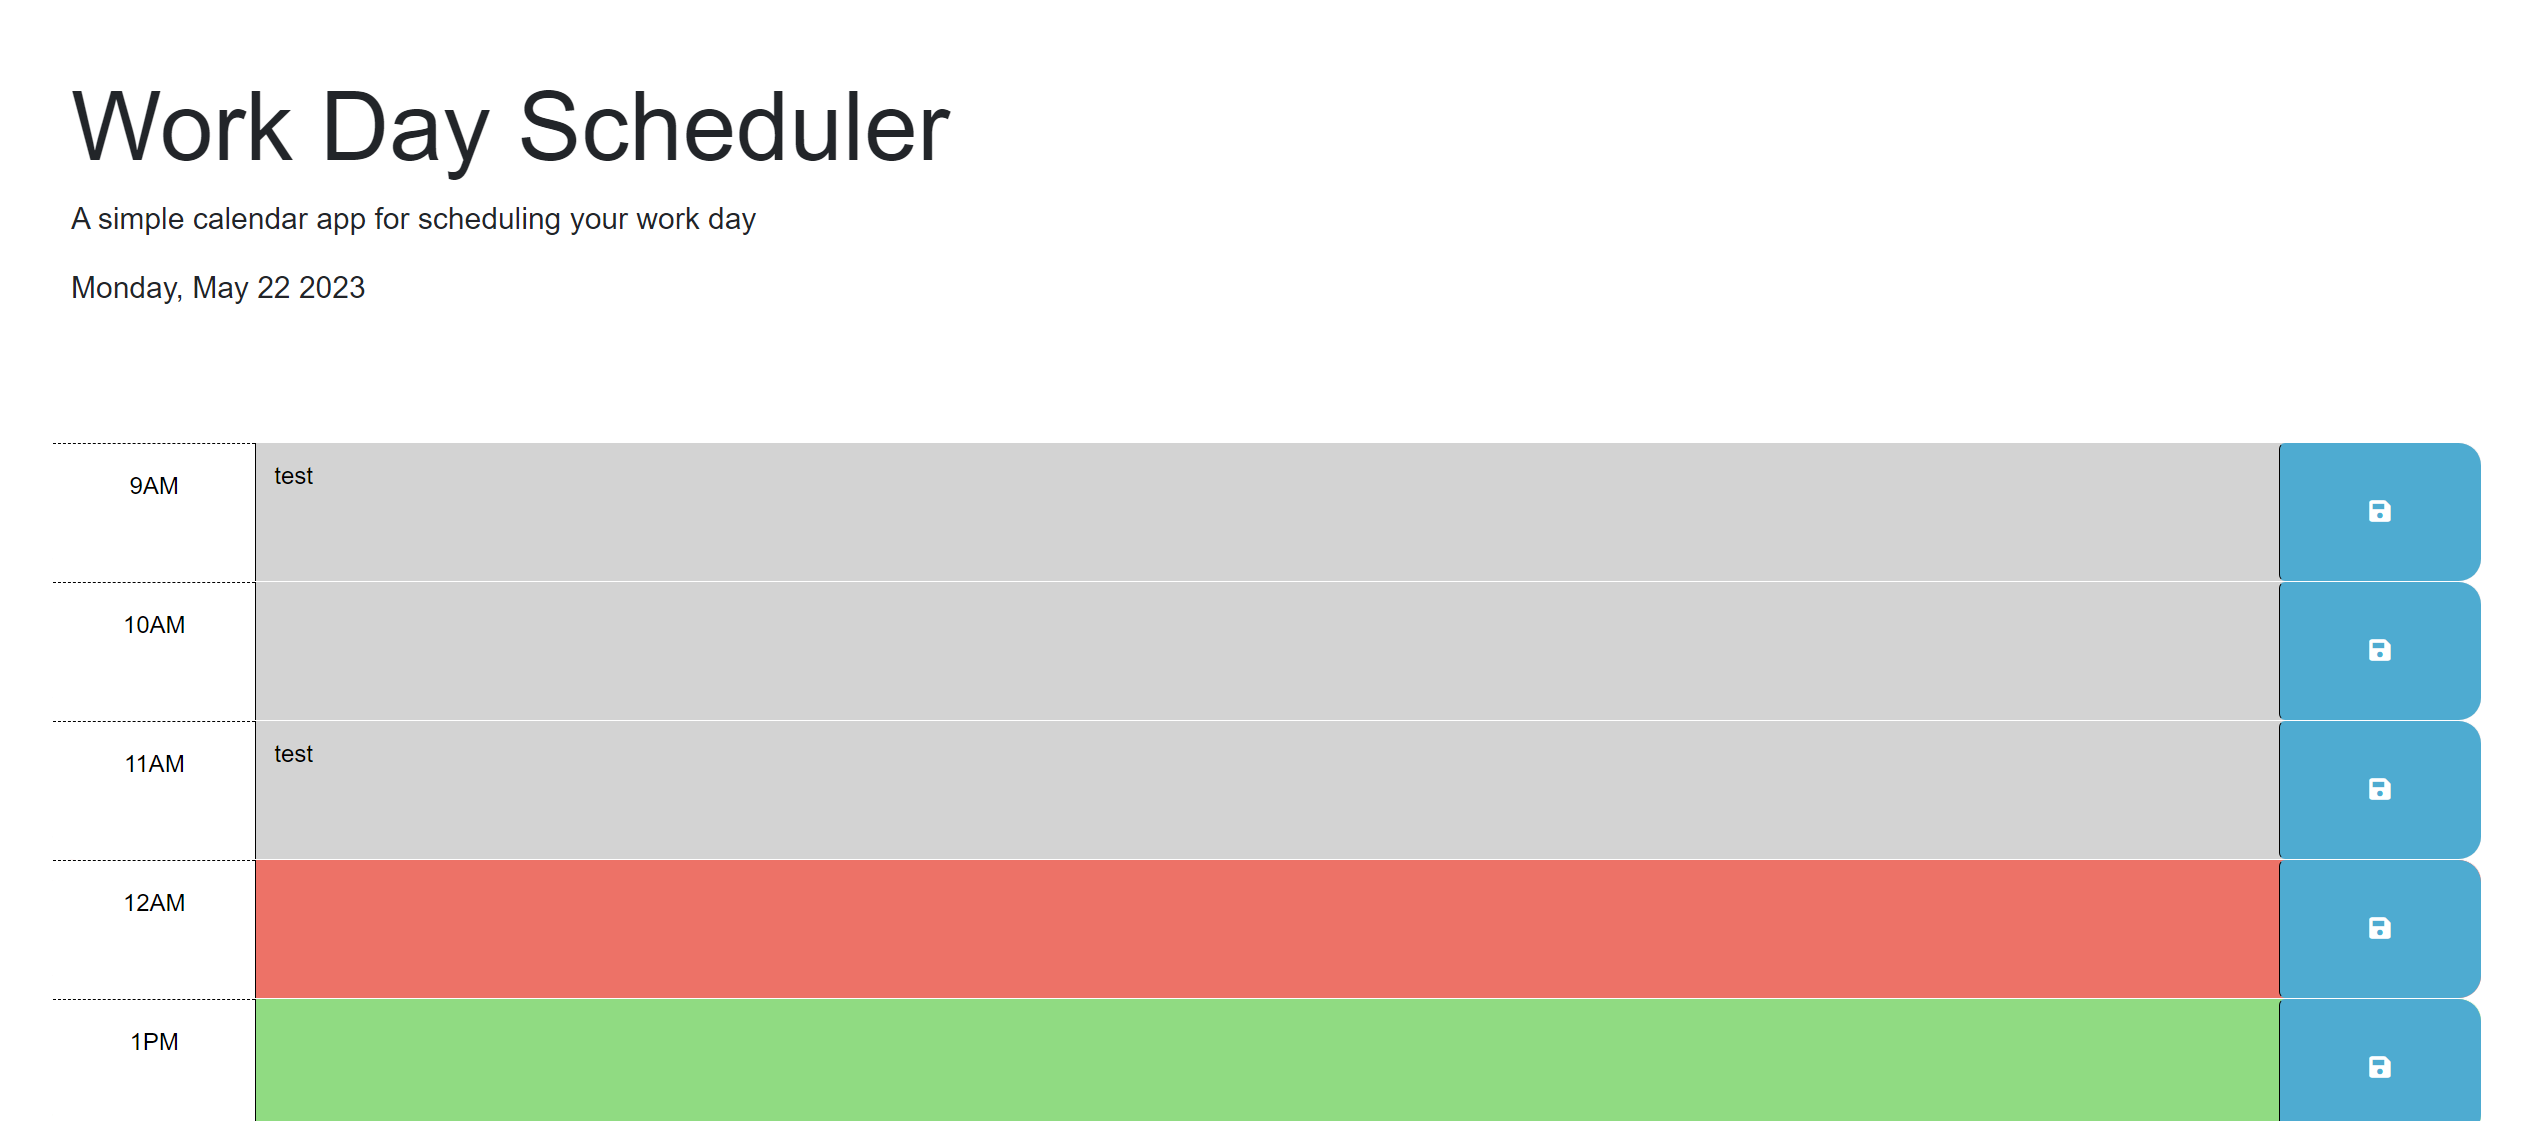 Work Day Scheduler
A simple calendar app for scheduling your work day
Monday, May 22 2023
9AM
test
10AM
11AM
test
12AM
1PM